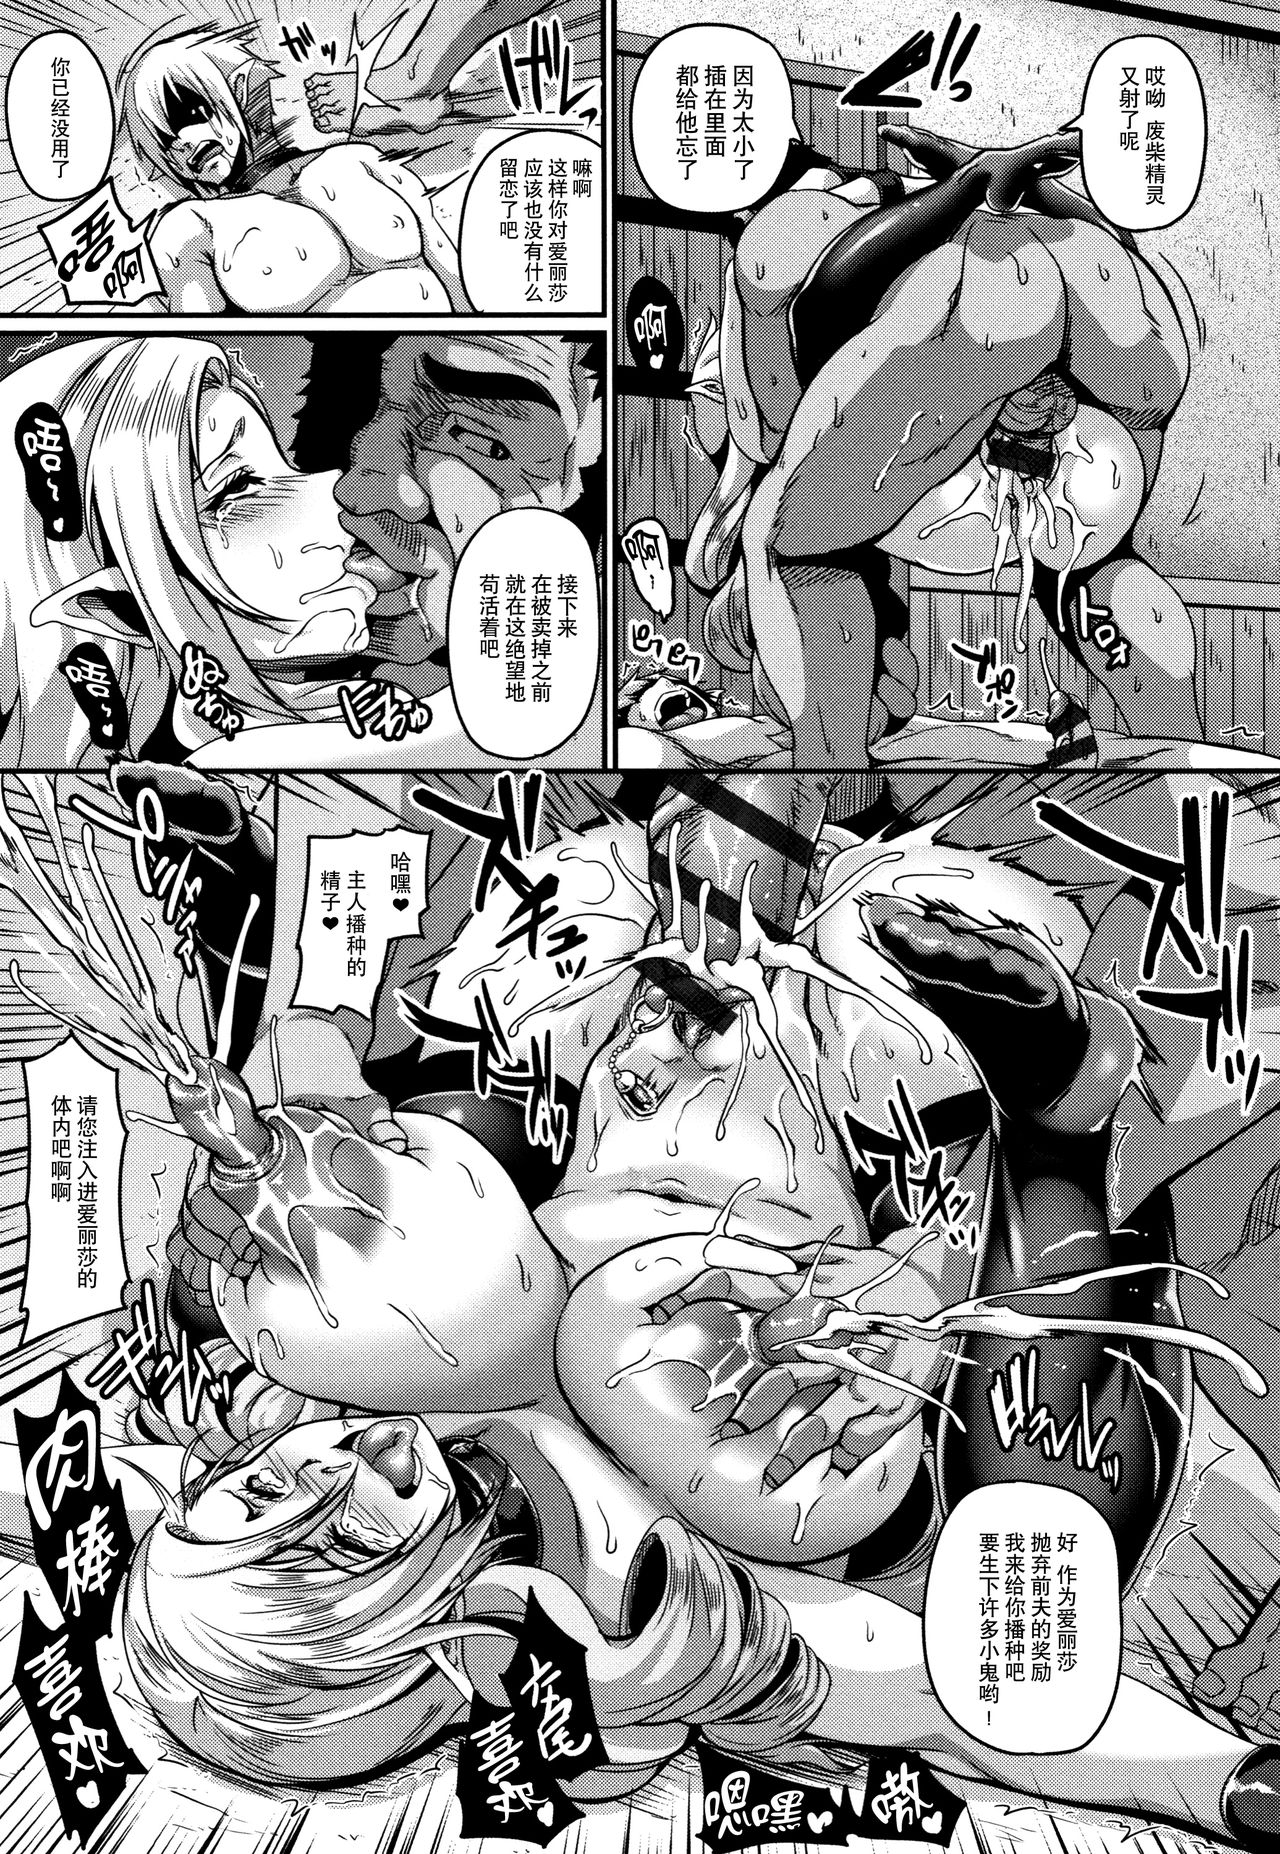 哎呦 废柴精灵
又射了呢
因为太小了
插在里面
都给他忘了
啊♥
啊~
嘛啊
这样你对爱丽莎
应该也没有什么
留恋了吧
你已经没用了
唔啊
唔~♥
唔~♥
接下来
在被卖掉之前
就在这绝望地
苟活着吧
哈嘿♥
主人播种的
精子♥
请您注入进爱丽莎的
体内吧啊啊
好 作为爱丽莎
抛弃前夫的奖励
我来给你播种吧
要生下许多小鬼哟！
肉棒
喜欢♥
交尾
喜欢♥
嗯嘿♥
嗷